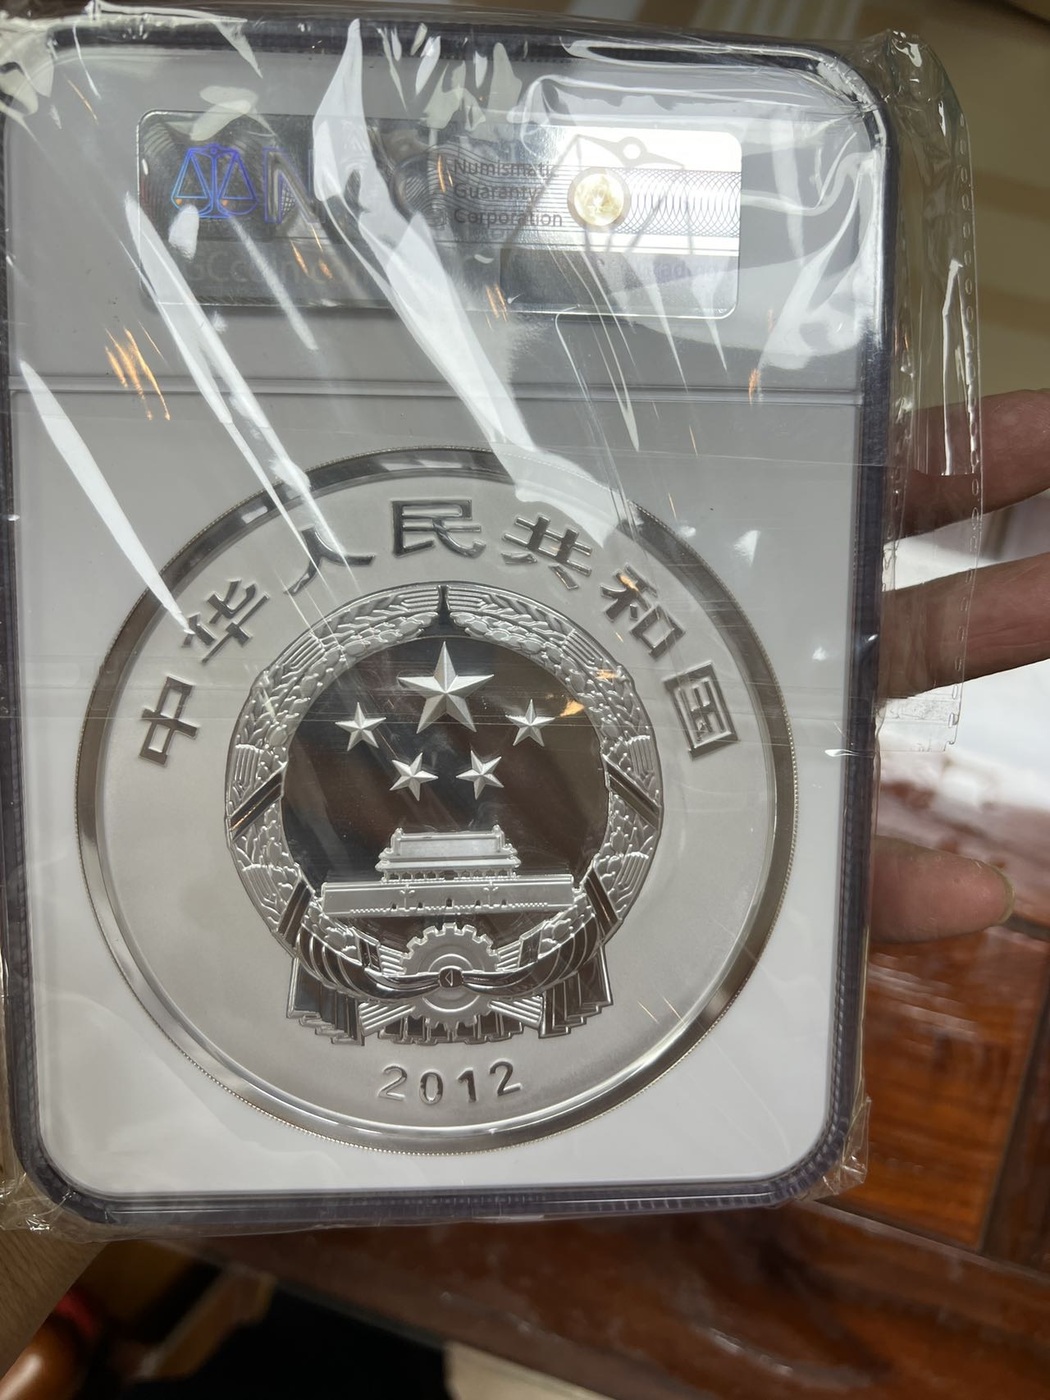 Numismatic
Guaranty
Corporation
中华人民共和国
2012